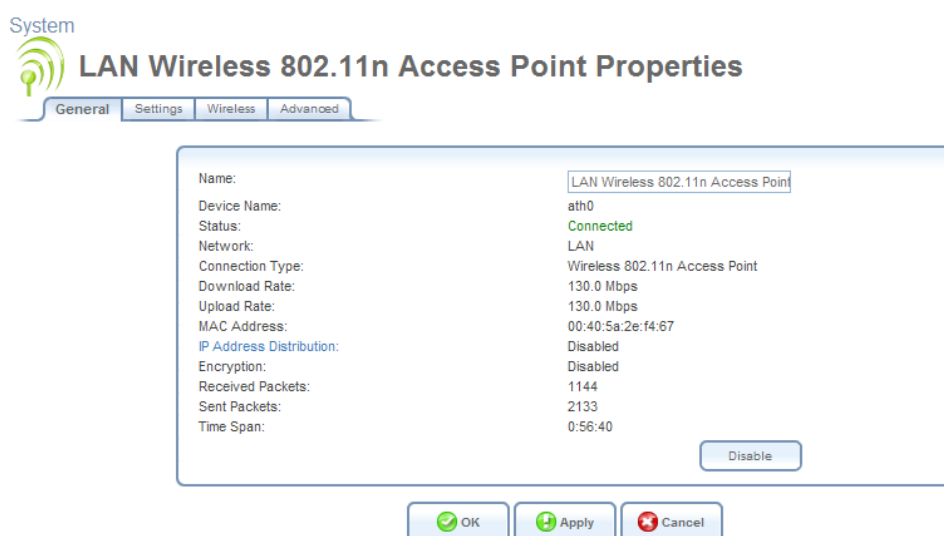 System
LAN Wireless 802.11n Access Point Properties
General Settings Wireless Advanced
Name: LAN Wireless 802.11n Access Point
Device Name: ath0
Status: Connected
Network: LAN
Connection Type: Wireless 802.11n Access Point
Download Rate: 130.0 Mbps
Upload Rate: 130.0 Mbps
MAC Address: 00:40:5a:2e:f4:67
IP Address Distribution: Disabled
Encryption: Disabled
Received Packets: 1144
Sent Packets: 2133
Time Span: 0:56:40
Disable
OK Apply Cancel